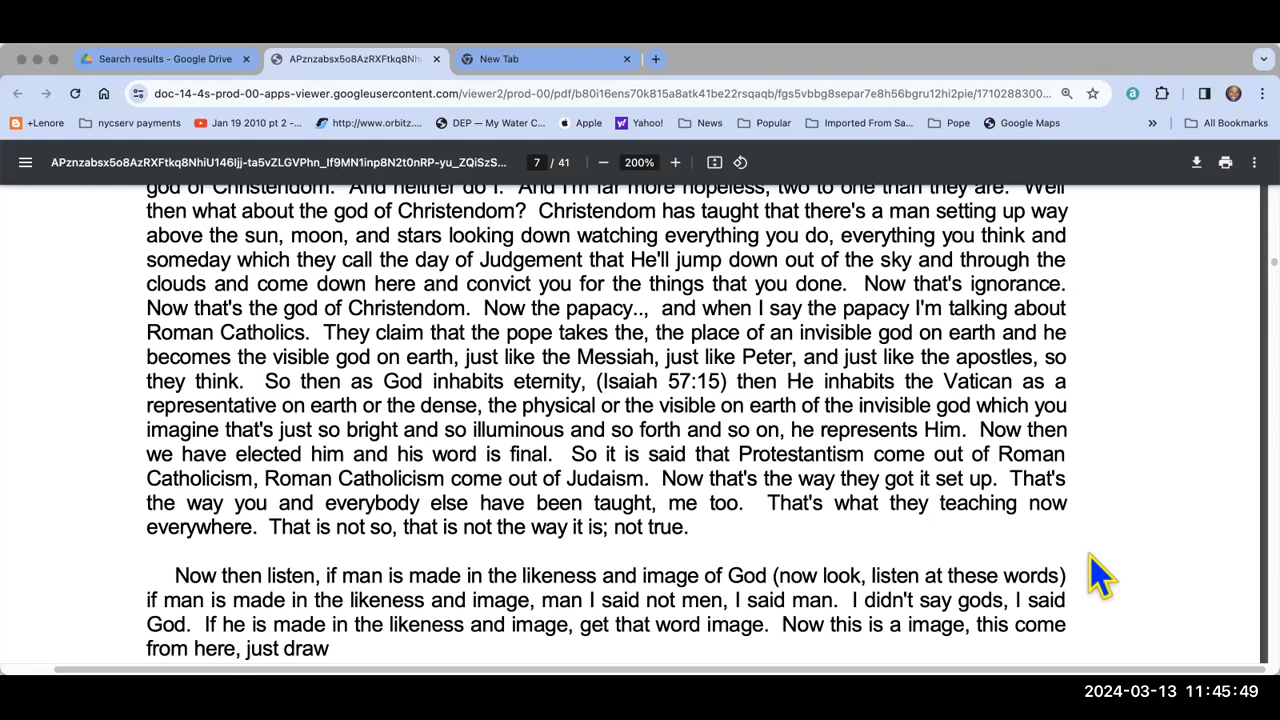 Search results - Google Drive
APznzabsx5o8AzRXFtkq8Nhi
New Tab
doc-14-4s-prod-00-apps-viewer.googleusercontent.com/viewer2/prod-00/pdf/b80i16ens70k815a8atk41be22rsqaqb/fgs5vbbg8separ7e8h56bgru12hi2pie/1710288300...
+Lenore nycserv payments Jan 19 2010 pt 2 -... http://www.orbitz.... DEP — My Water C... Apple Yahoo! News Popular Imported From Sa... Pope Google Maps » All Bookmarks
APznzabsx5o8AzRXFtkq8NhiU146Ijj-ta5vZLGVPhn_If9MN1inp8N2t0nRP-yu_ZQiSzS... 7 / 41 200%
god of Christendom. And neither do I. And I'm far more hopeless, two to one than they are. Well
then what about the god of Christendom? Christendom has taught that there's a man setting up way
above the sun, moon, and stars looking down watching everything you do, everything you think and
someday which they call the day of Judgement that He'll jump down out of the sky and through the
clouds and come down here and convict you for the things that you done. Now that's ignorance.
Now that's the god of Christendom. Now the papacy.., and when I say the papacy I'm talking about
Roman Catholics. They claim that the pope takes the, the place of an invisible god on earth and he
becomes the visible god on earth, just like the Messiah, just like Peter, and just like the apostles, so
they think. So then as God inhabits eternity, (Isaiah 57:15) then He inhabits the Vatican as a
representative on earth or the dense, the physical or the visible on earth of the invisible god which you
imagine that's just so bright and so illuminous and so forth and so on, he represents Him. Now then
we have elected him and his word is final. So it is said that Protestantism come out of Roman
Catholicism, Roman Catholicism come out of Judaism. Now that's the way they got it set up. That's
the way you and everybody else have been taught, me too. That's what they teaching now
everywhere. That is not so, that is not the way it is; not true.
Now then listen, if man is made in the likeness and image of God (now look, listen at these words)
if man is made in the likeness and image, man I said not men, I said man. I didn't say gods, I said
God. If he is made in the likeness and image, get that word image. Now this is a image, this come
from here, just draw
2024-03-13 11:45:49